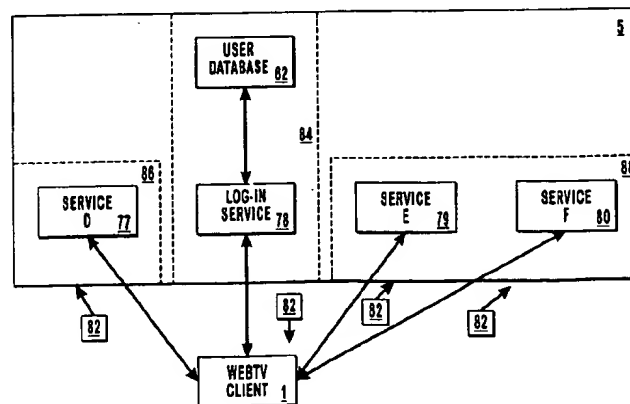 5
USER
DATABASE 62
84
86
88
SERVICE
D 77
LOG-IN
SERVICE 78
SERVICE
E 79
SERVICE
F 80
82
82
82
82
WEBTV
CLIENT 1